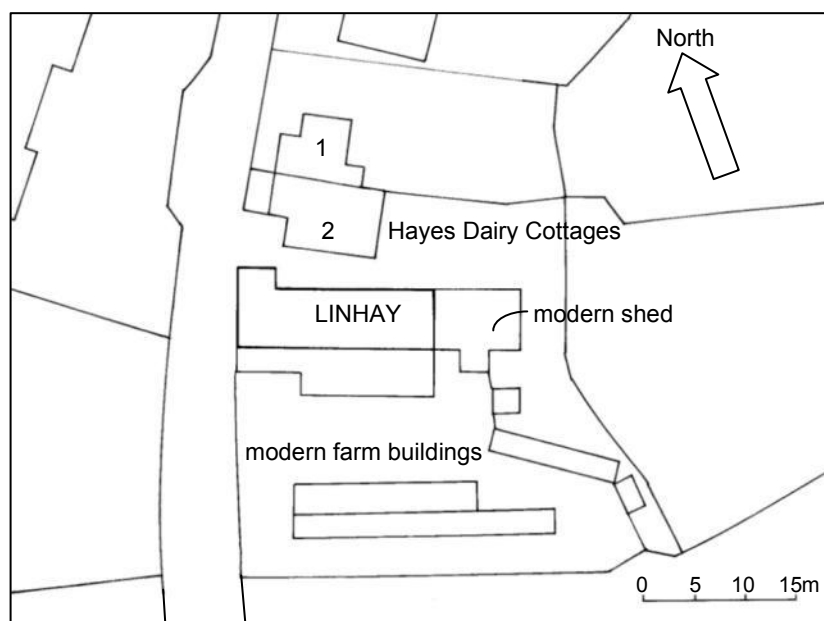 North
1
2
Hayes Dairy Cottages
LINHAY
modern shed
modern farm buildings
0 5 10 15m